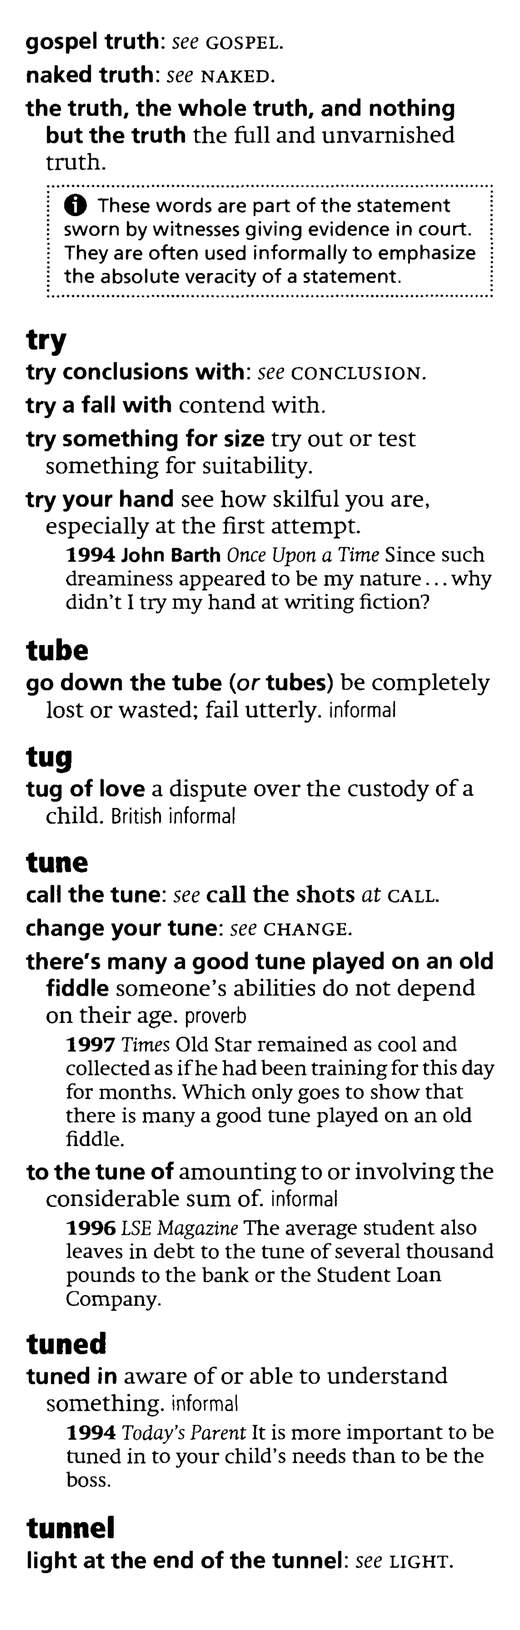 gospel truth: see GOSPEL.
naked truth: see NAKED.
the truth, the whole truth, and nothing
but the truth the full and unvarnished
truth.
These words are part of the statement
sworn by witnesses giving evidence in court.
They are often used informally to emphasize
the absolute veracity of a statement.
try
try conclusions with: see CONCLUSION.
try a fall with contend with.
try something for size try out or test
something for suitability.
try your hand see how skilful you are,
especially at the first attempt.
1994 John Barth Once Upon a Time Since such
dreaminess appeared to be my nature ... why
didn't I try my hand at writing fiction?
tube
go down the tube (or tubes) be completely
lost or wasted; fail utterly. informal
tug
tug of love a dispute over the custody of a
child. British informal
tune
call the tune: see call the shots at CALL.
change your tune: see CHANGE.
there's many a good tune played on an old
fiddle someone's abilities do not depend
on their age. proverb
1997 Times Old Star remained as cool and
collected as if he had been training for this day
for months. Which only goes to show that
there is many a good tune played on an old
fiddle.
to the tune of amounting to or involving the
considerable sum of. informal
1996 LSE Magazine The average student also
leaves in debt to the tune of several thousand
pounds to the bank or the Student Loan
Company.
tuned
tuned in aware of or able to understand
something. informal
1994 Today's Parent It is more important to be
tuned in to your child's needs than to be the
boss.
tunnel
light at the end of the tunnel: see LIGHT.